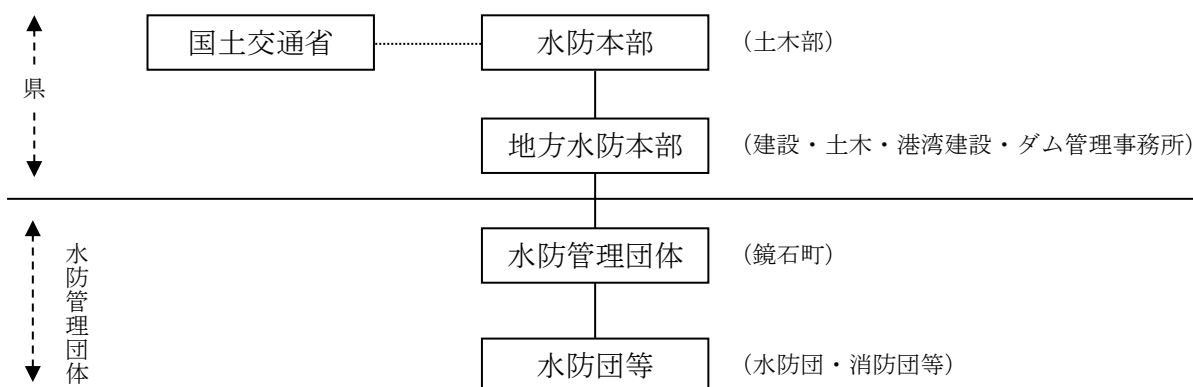 国土交通省
水防本部
（土木部）
県
地方水防本部
（建設・土木・港湾建設・ダム管理事務所）
水防管理団体
水防管理団体
（鏡石町）
水防団等
（水防団・消防団等）